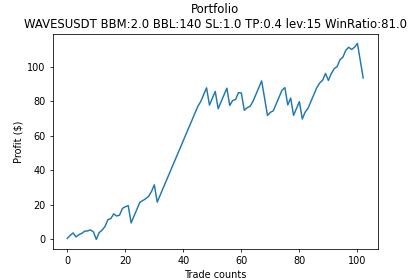 Portfolio
WAVESUSDT BBM:2.0 BBL:140 SL:1.0 TP:0.4 lev:15 WinRatio:81.0
Profit ($)
100
80
60
40
20
0
0 20 40 60 80 100
Trade counts